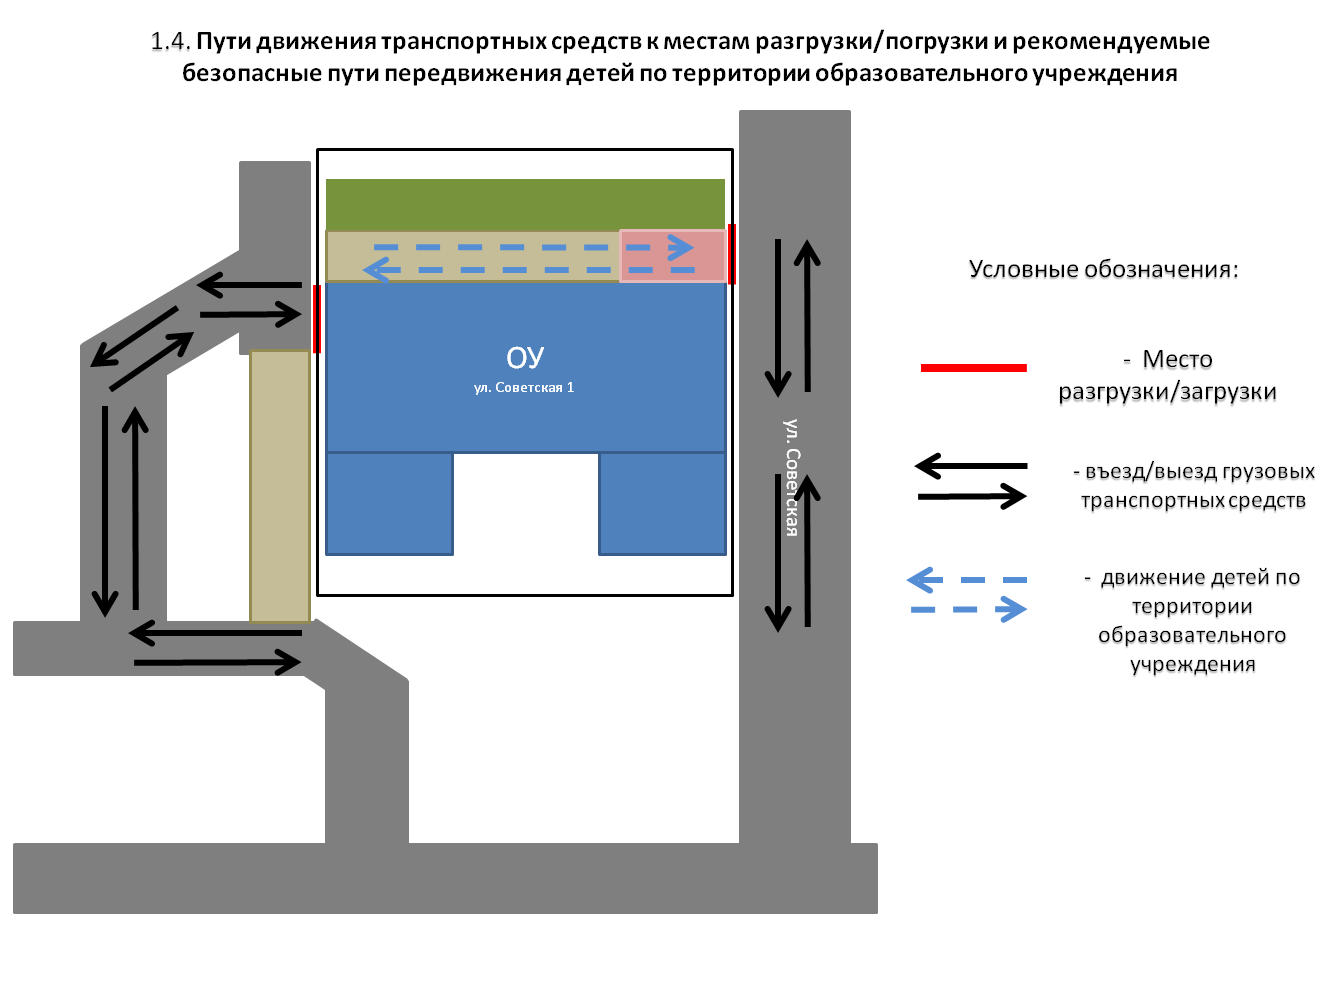 1.4. Пути движения транспортных средств к местам разгрузки/погрузки и рекомендуемые
безопасные пути передвижения детей по территории образовательного учреждения
Условные обозначения:
ОУ
ул. Советская 1
ул. Советская
- Место
разгрузки/загрузки
- въезд/выезд грузовых
транспортных средств
- движение детей по
территории
образовательного
учреждения